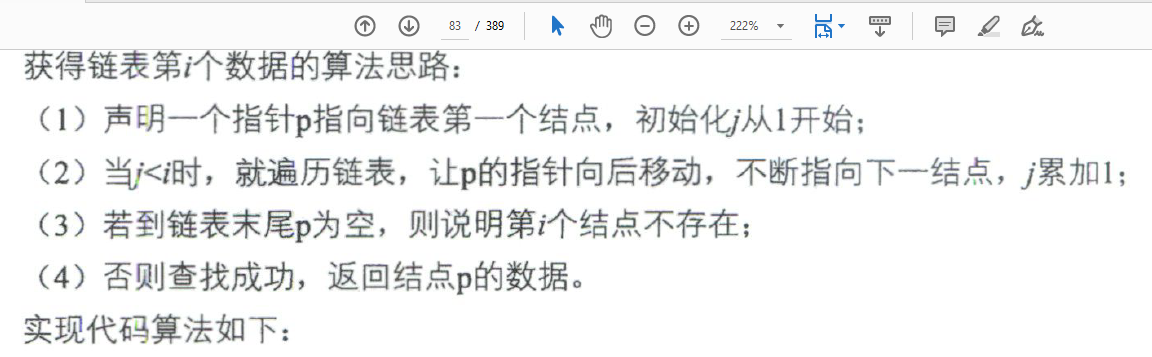 83 / 389 222%
获得链表第i个数据的算法思路：
（1）声明一个指针p指向链表第一个结点，初始化j从1开始；
（2）当j<i时，就遍历链表，让p的指针向后移动，不断指向下一结点，j累加1；
（3）若到链表末尾p为空，则说明第i个结点不存在；
（4）否则查找成功，返回结点p的数据。
实现代码算法如下：